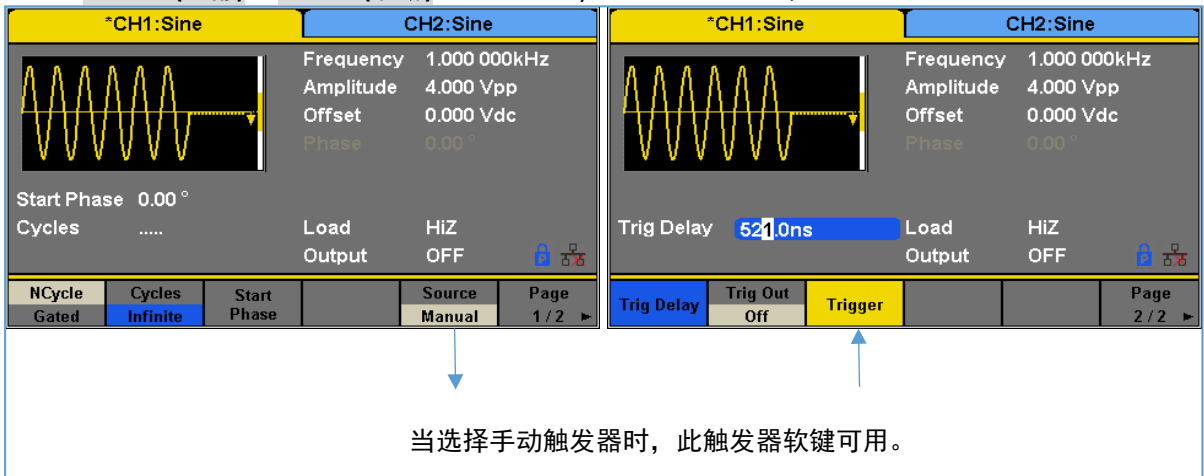 *CH1:Sine
CH2:Sine
Frequency 1.000 000kHz
Amplitude 4.000 Vpp
Offset 0.000 Vdc
Phase 0.00 °
Start Phase 0.00 °
Cycles .....
Load HiZ
Output OFF
P
NCycle Gated
Cycles Infinite
Start Phase
Source Manual
Page 1/2 ►
*CH1:Sine
CH2:Sine
Frequency 1.000 000kHz
Amplitude 4.000 Vpp
Offset 0.000 Vdc
Phase 0.00 °
Trig Delay 521.0ns
Load HiZ
Output OFF
P
Trig Delay
Trig Out Off
Trigger
Page 2/2 ►
当选择手动触发器时，此触发器软键可用。